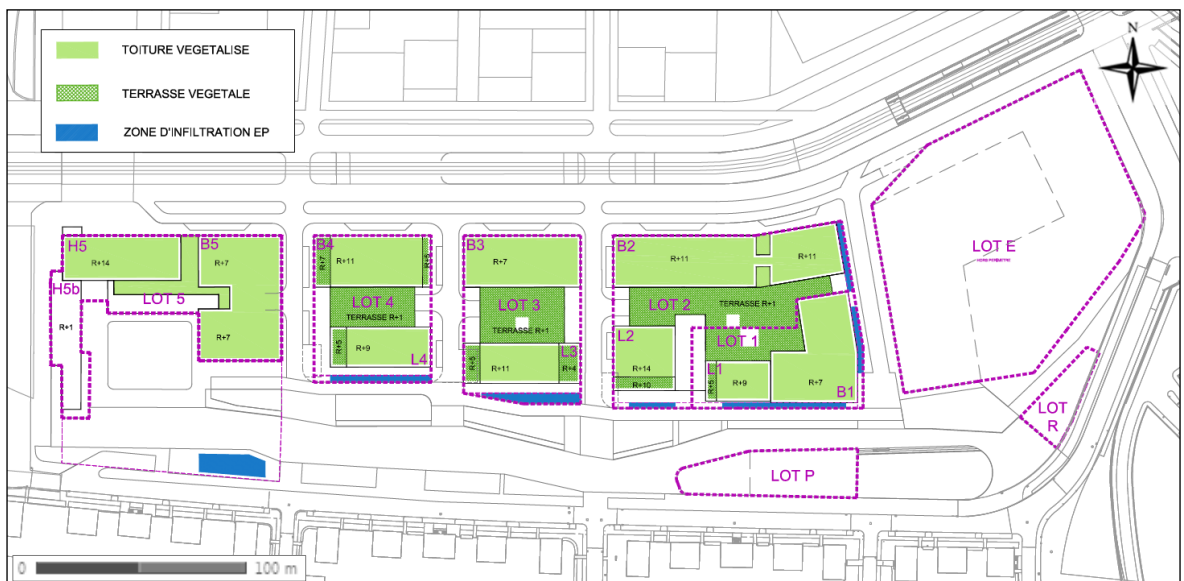 TOITURE VEGETALISE
TERRASSE VEGETALE
ZONE D'INFILTRATION EP
N
LOT E
H5
R+14
B5
R+7
H5b
R+1
LOT 5
R+7
B4
R+7
R+11
R+5
LOT 4
TERRASSE R+1
R+5
R+9
L4
B3
R+7
LOT 3
TERRASSE R+1
R+5
R+11
L3
R+4
B2
R+11
R+11
LOT 2
TERRASSE R+1
LOT 1
L2
R+14
R+10
L1
R+5
R+9
R+7
B1
LOT
R
LOT P
0
100 m